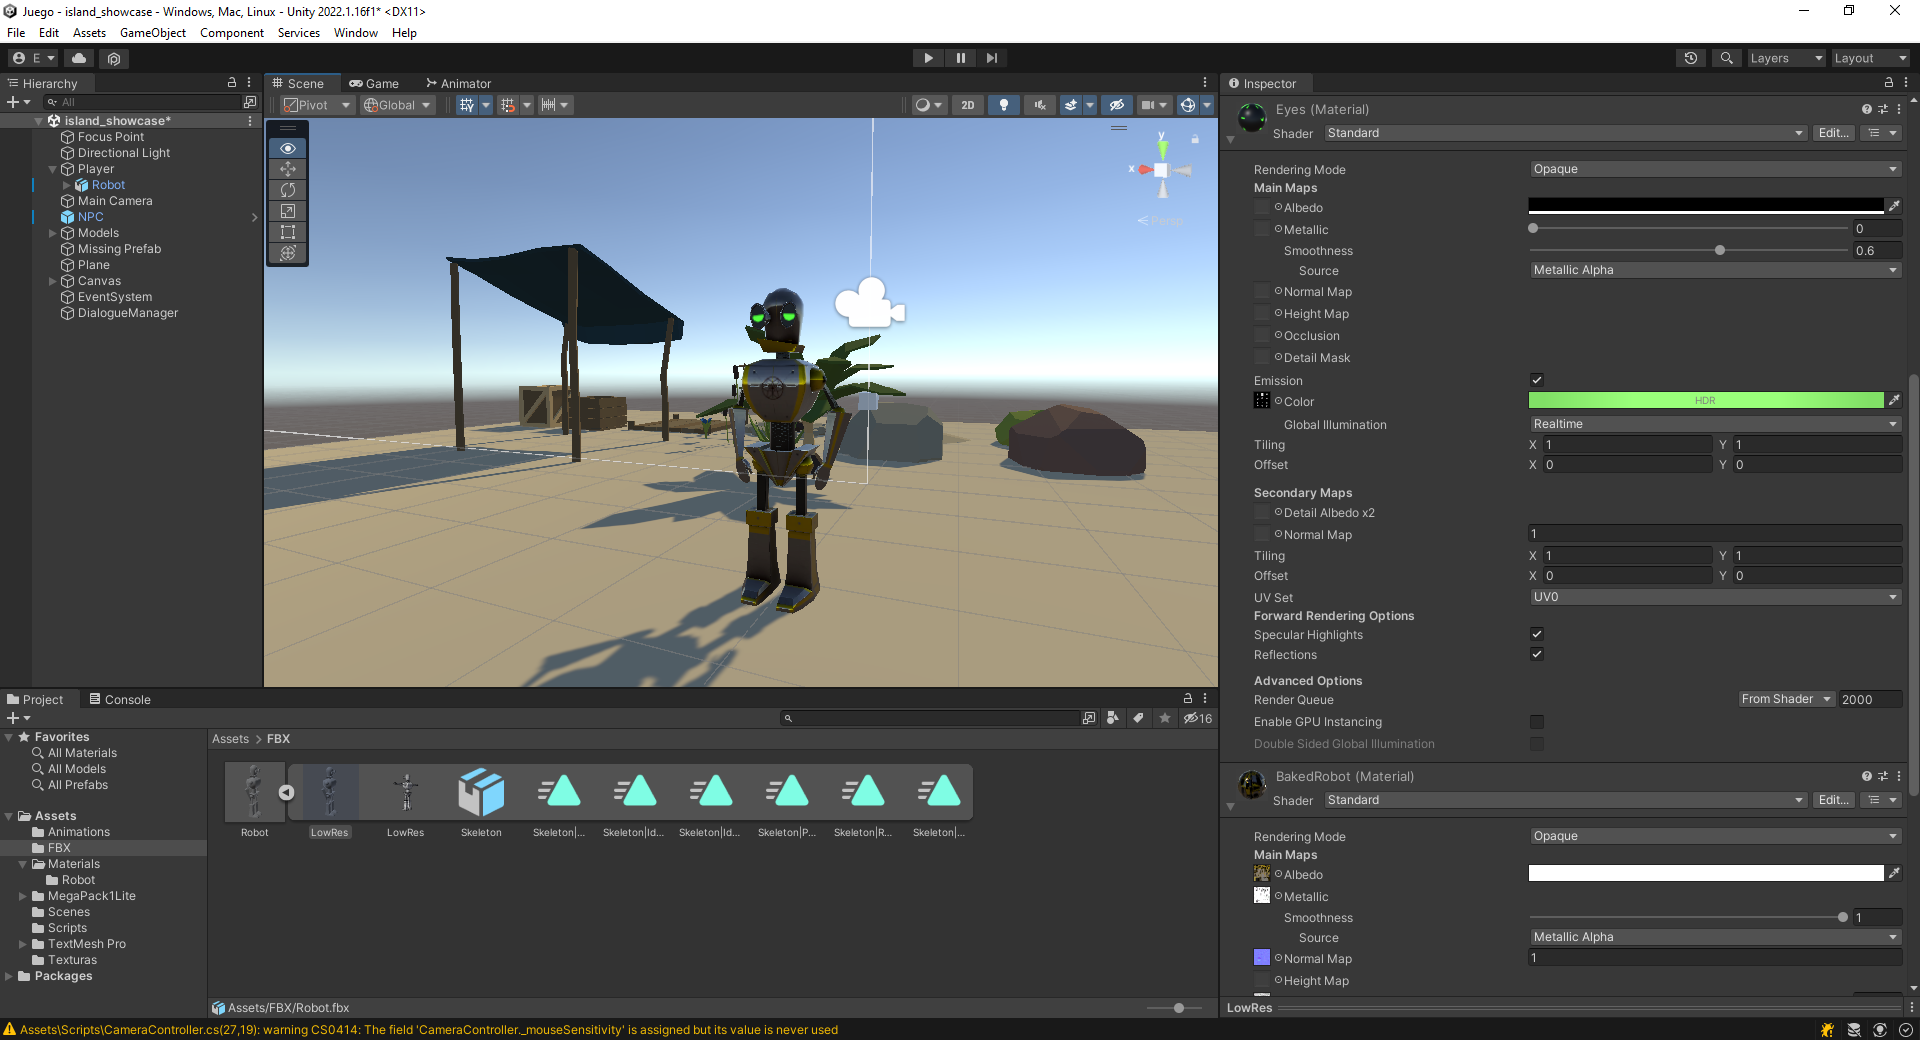 Juego - island_showcase - Windows, Mac, Linux - Unity 2022.1.16f1* <DX11>
File Edit Assets GameObject Component Services Window Help
E Layers Layout
Hierarchy
All
island_showcase*
Focus Point
Directional Light
Player
Robot
Main Camera
NPC
Models
Missing Prefab
Plane
Canvas
EventSystem
DialogueManager
Scene Game Animator
Pivot Global 2D
y
x
Persp
Inspector
Eyes (Material)
Shader Standard Edit...
Rendering Mode Opaque
Main Maps
Albedo
Metallic 0
Smoothness 0.6
Source Metallic Alpha
Normal Map
Height Map
Occlusion
Detail Mask
Emission
Color HDR
Global Illumination Realtime
Tiling X 1 Y 1
Offset X 0 Y 0
Secondary Maps
Detail Albedo x2
Normal Map 1
Tiling X 1 Y 1
Offset X 0 Y 0
UV Set UV0
Forward Rendering Options
Specular Highlights
Reflections
Advanced Options
Render Queue From Shader 2000
Enable GPU Instancing
Double Sided Global Illumination
BakedRobot (Material)
Shader Standard Edit...
Rendering Mode Opaque
Main Maps
Albedo
Metallic
Smoothness 1
Source Metallic Alpha
Normal Map 1
Height Map
LowRes
Project Console
16
Favorites
All Materials
All Models
All Prefabs
Assets
Animations
FBX
Materials
Robot
MegaPack1Lite
Scenes
Scripts
TextMesh Pro
Texturas
Packages
Assets > FBX
Robot LowRes LowRes Skeleton Skeleton|... Skeleton|Id... Skeleton|Id... Skeleton|P... Skeleton|R... Skeleton|...
Assets/FBX/Robot.fbx
Assets\Scripts\CameraController.cs(27,19): warning CS0414: The field 'CameraController._mouseSensitivity' is assigned but its value is never used